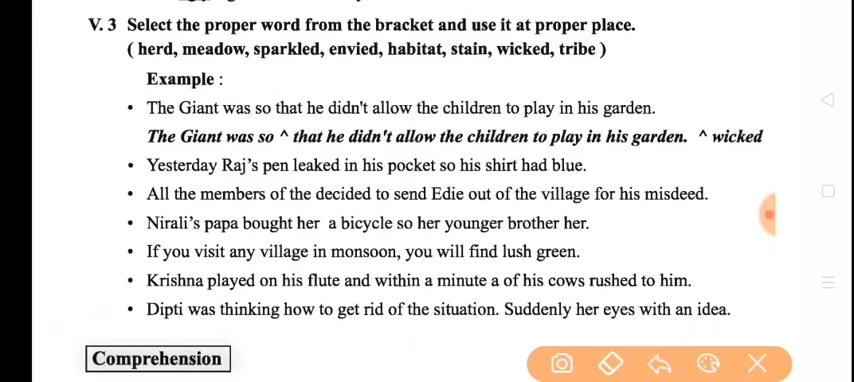 V. 3 Select the proper word from the bracket and use it at proper place.
( herd, meadow, sparkled, envied, habitat, stain, wicked, tribe )
Example :
• The Giant was so that he didn't allow the children to play in his garden.
The Giant was so ^ that he didn't allow the children to play in his garden. ^ wicked
• Yesterday Raj's pen leaked in his pocket so his shirt had blue.
• All the members of the decided to send Edie out of the village for his misdeed.
• Nirali's papa bought her a bicycle so her younger brother her.
• If you visit any village in monsoon, you will find lush green.
• Krishna played on his flute and within a minute a of his cows rushed to him.
• Dipti was thinking how to get rid of the situation. Suddenly her eyes with an idea.
Comprehension